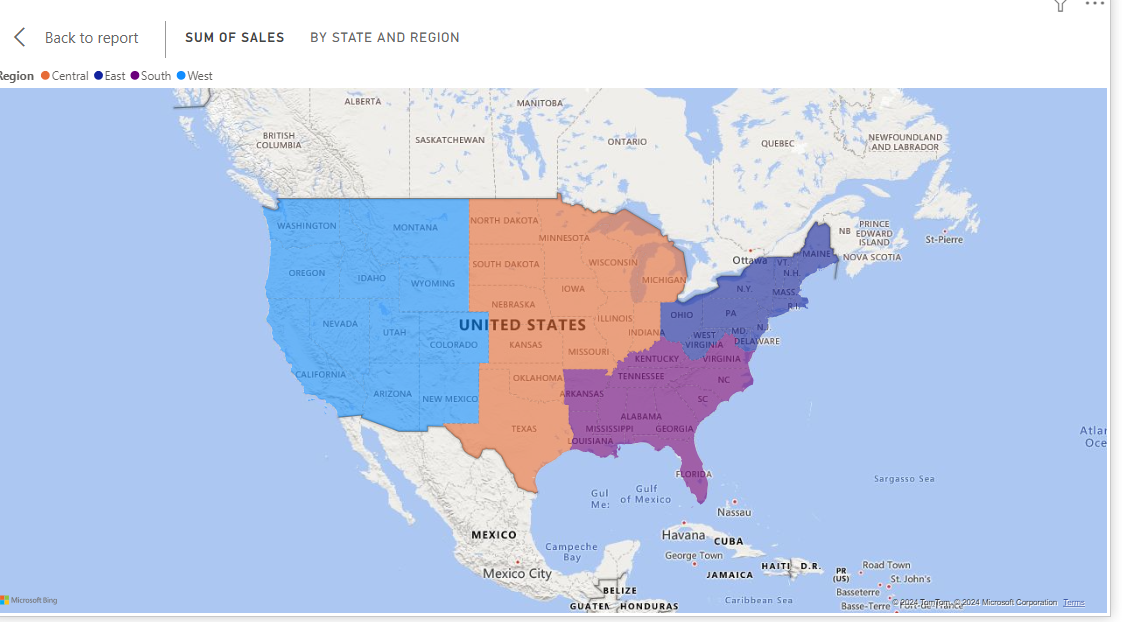 Back to report
SUM OF SALES
BY STATE AND REGION
Region
Central
East
South
West
ALBERTA
MANITOBA
BRITISH
COLUMBIA
SASKATCHEWAN
ONTARIO
QUEBEC
NEWFOUNDLAND
AND LABRADOR
WASHINGTON
MONTANA
NORTH DAKOTA
MINNESOTA
Ottawa
VT.
MAINE
NB
PRINCE
EDWARD
ISLAND
NOVA SCOTIA
St-Pierre
OREGON
IDAHO
WYOMING
SOUTH DAKOTA
WISCONSIN
MICHIGAN
N.H.
N.Y.
MASS.
R.I.
IOWA
NEBRASKA
ILLINOIS
INDIANA
OHIO
PA
N.J.
MD.
DELAWARE
WEST
VIRGINIA
NEVADA
UTAH
COLORADO
UNITED STATES
KANSAS
MISSOURI
KENTUCKY
VIRGINIA
CALIFORNIA
ARIZONA
NEW MEXICO
OKLAHOMA
ARKANSAS
TENNESSEE
NC
SC
TEXAS
ALABAMA
MISSISSIPPI
GEORGIA
LOUISIANA
FLORIDA
Atlan
Oce
Sargasso Sea
Gul
Me:
Gulf
of Mexico
Nassau
MEXICO
Havana
CUBA
Campeche
Bay
George Town
HAITI
D.R.
PR
(US)
Road Town
St. John's
Mexico City
JAMAICA
BELIZE
Basseterre
Microsoft Bing
GUATEM
HONDURAS
Caribbean Sea
Basse-Terre
Fort-de-France
© 2024 TomTom, © 2024 Microsoft Corporation
Terms